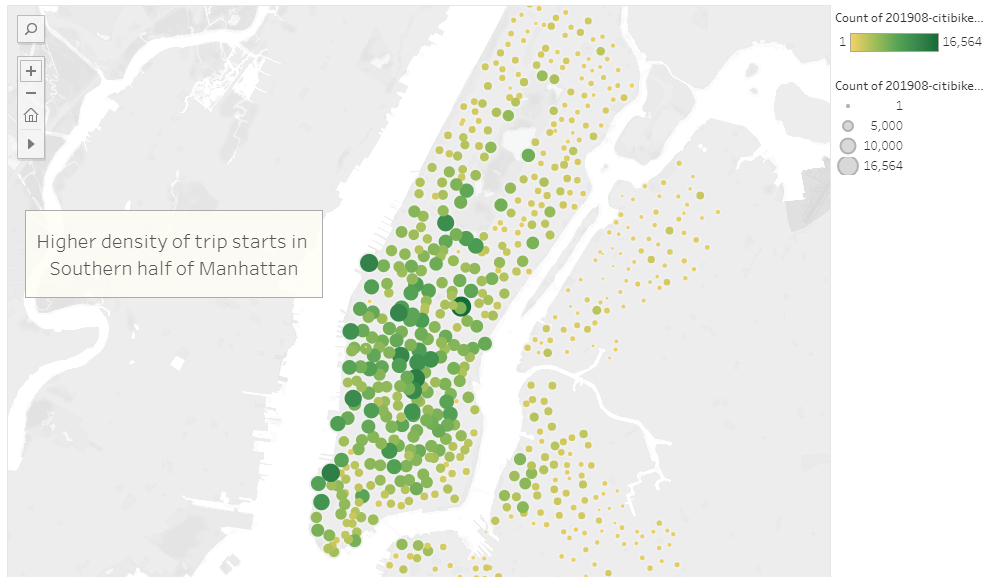 Count of 201908-citibike...
1 16,564
Count of 201908-citibike...
1
5,000
10,000
16,564
Higher density of trip starts in
Southern half of Manhattan